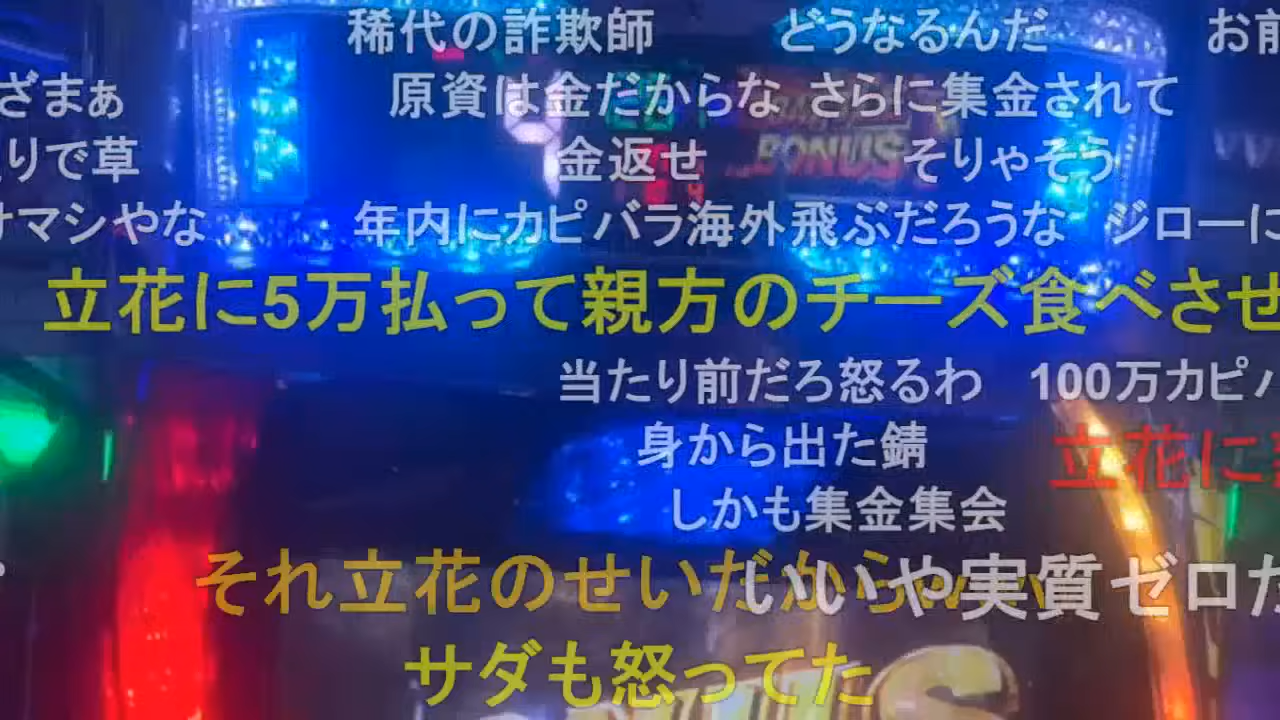 稀代の詐欺師 どうなるんだ お前
ざまぁ 原資は金だからな さらに集金されて
りで草 金返せ そりゃそう
BONUS
サマシやな 年内にカピバラ海外飛ぶだろうな ジローに
立花に5万払って親方のチーズ食べさせ
当たり前だろ怒るわ 100万カピバ
身から出た錆 立花に
しかも集金集会
それ立花のせいだからww いいや実質ゼロだ
サダも怒ってた
NUS